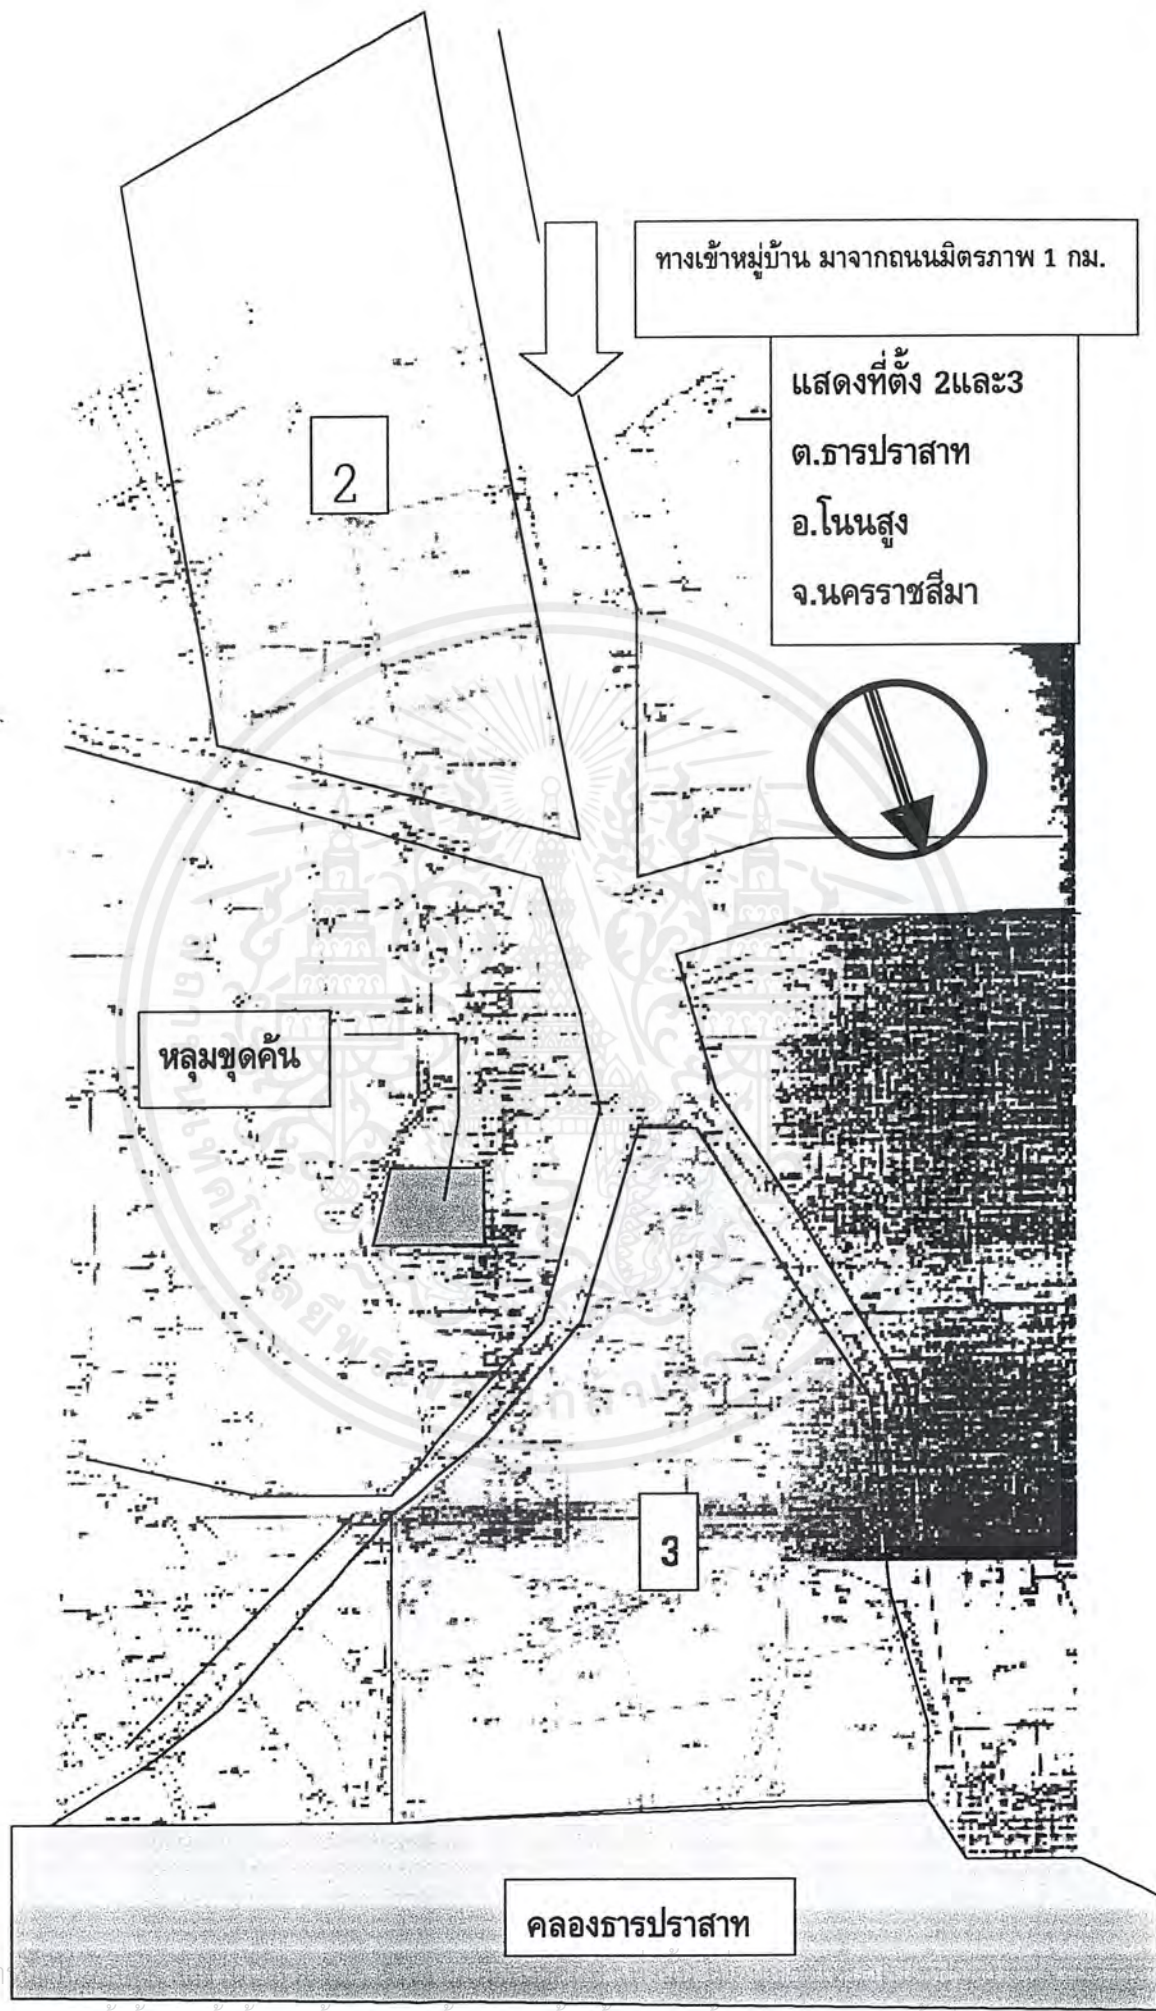 ทางเข้าหมู่บ้าน มาจากถนนมิตรภาพ 1 กม.
แสดงที่ตั้ง 2และ3
ต.ธารปราสาท
อ.โนนสูง
จ.นครราชสีมา
2
หลุมขุดค้น
3
คลองธารปราสาท